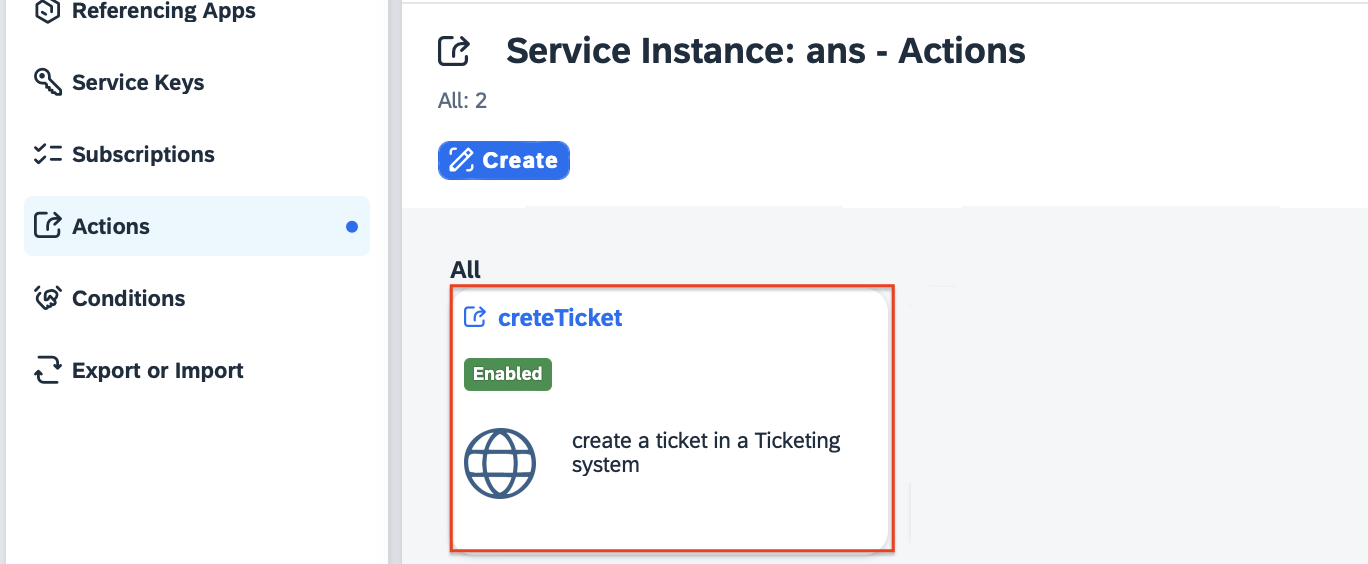 Referencing Apps
Service Keys
Subscriptions
Actions
Conditions
Export or Import
Service Instance: ans - Actions
All: 2
Create
All
creteTicket
Enabled
create a ticket in a Ticketing
system